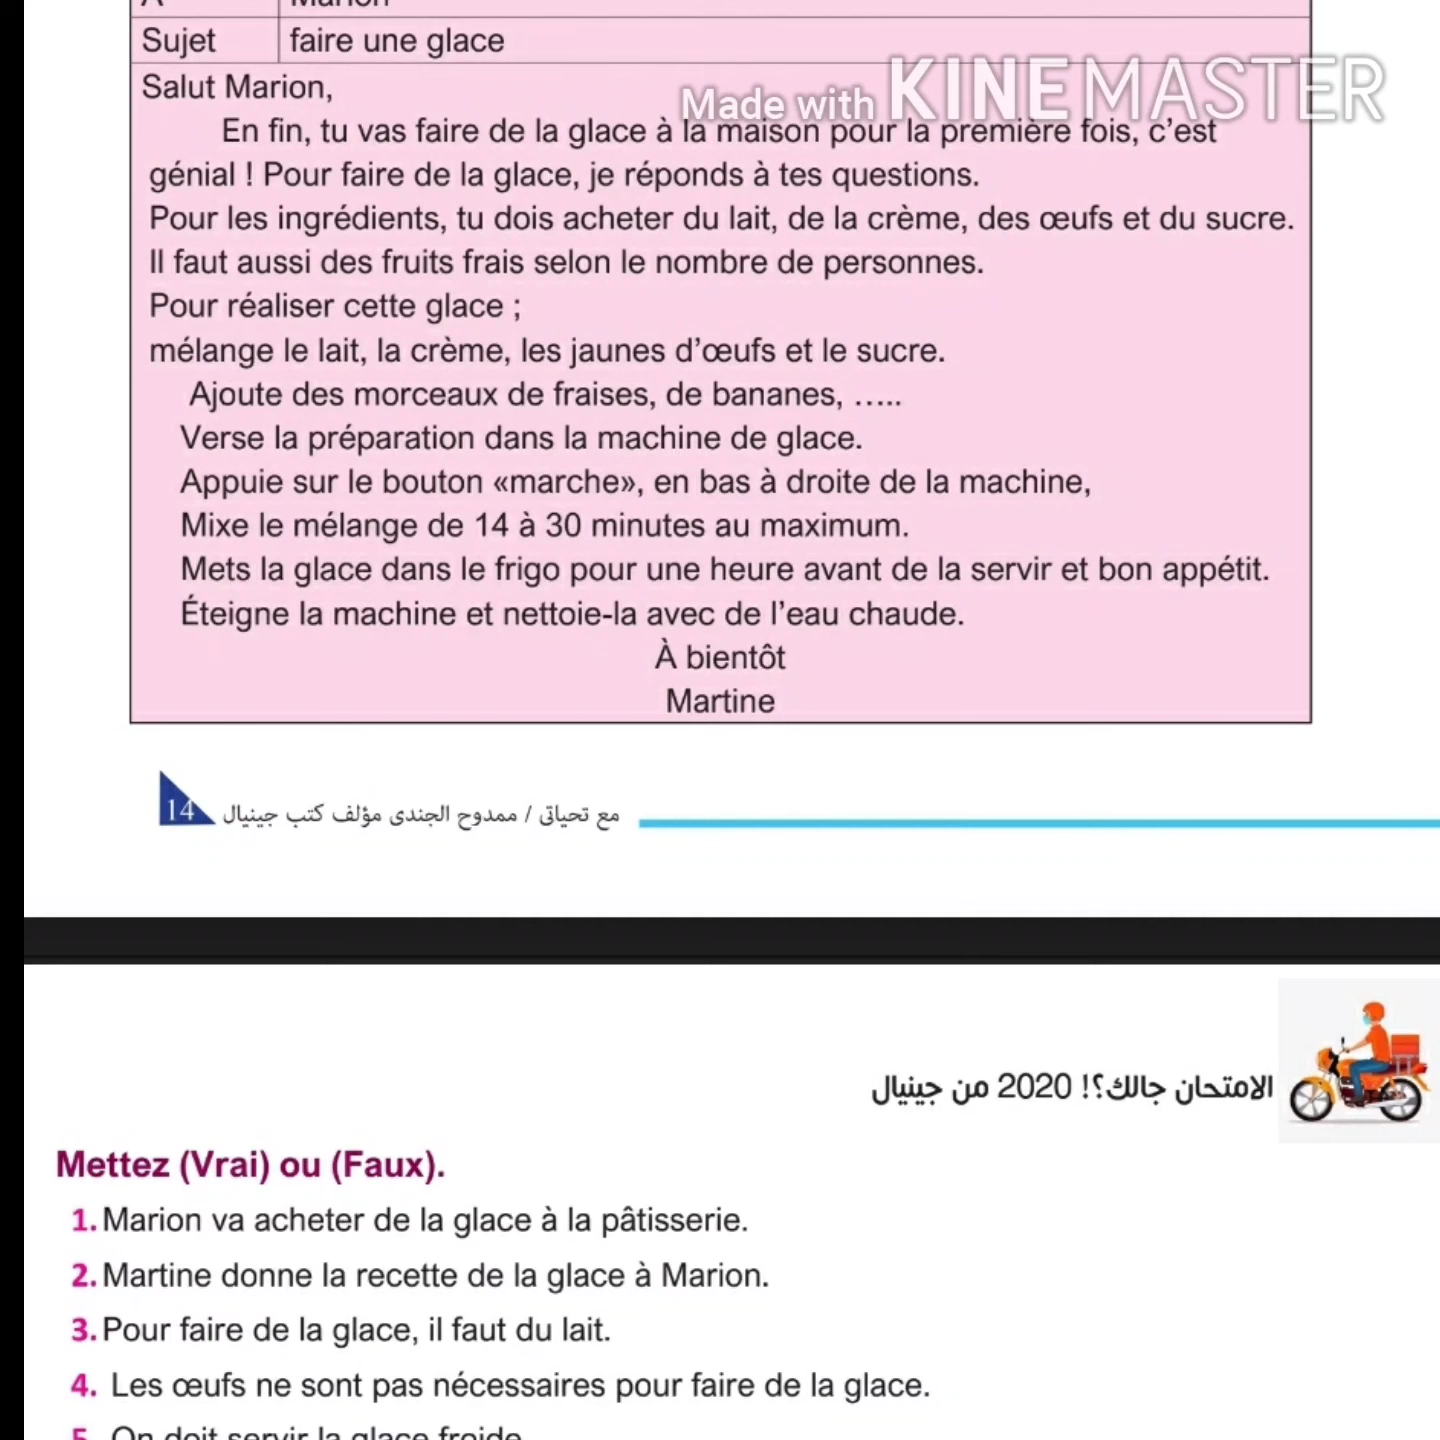 À Marion
Sujet faire une glace
Made with KINEMASTER
Salut Marion,
En fin, tu vas faire de la glace à la maison pour la première fois, c’est
génial ! Pour faire de la glace, je réponds à tes questions.
Pour les ingrédients, tu dois acheter du lait, de la crème, des œufs et du sucre.
Il faut aussi des fruits frais selon le nombre de personnes.
Pour réaliser cette glace ;
mélange le lait, la crème, les jaunes d’œufs et le sucre.
Ajoute des morceaux de fraises, de bananes, .....
Verse la préparation dans la machine de glace.
Appuie sur le bouton «marche», en bas à droite de la machine,
Mixe le mélange de 14 à 30 minutes au maximum.
Mets la glace dans le frigo pour une heure avant de la servir et bon appétit.
Éteigne la machine et nettoie-la avec de l’eau chaude.
À bientôt
Martine
14 مع تحياتى / ممدوح الجندى مؤلف كتب جينيال
الامتحان جالك؟! 2020 من جينيال
Mettez (Vrai) ou (Faux).
1. Marion va acheter de la glace à la pâtisserie.
2. Martine donne la recette de la glace à Marion.
3. Pour faire de la glace, il faut du lait.
4. Les œufs ne sont pas nécessaires pour faire de la glace.
5 On doit servir la glace froide